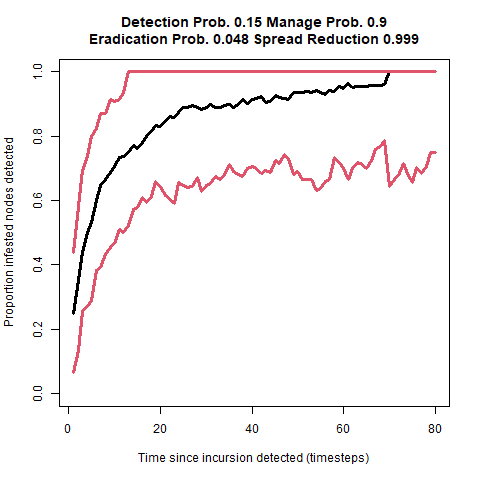 Detection Prob. 0.15 Manage Prob. 0.9
Eradication Prob. 0.048 Spread Reduction 0.999
Proportion infested nodes detected
1.0
0.8
0.6
0.4
0.2
0.0
0 20 40 60 80
Time since incursion detected (timesteps)